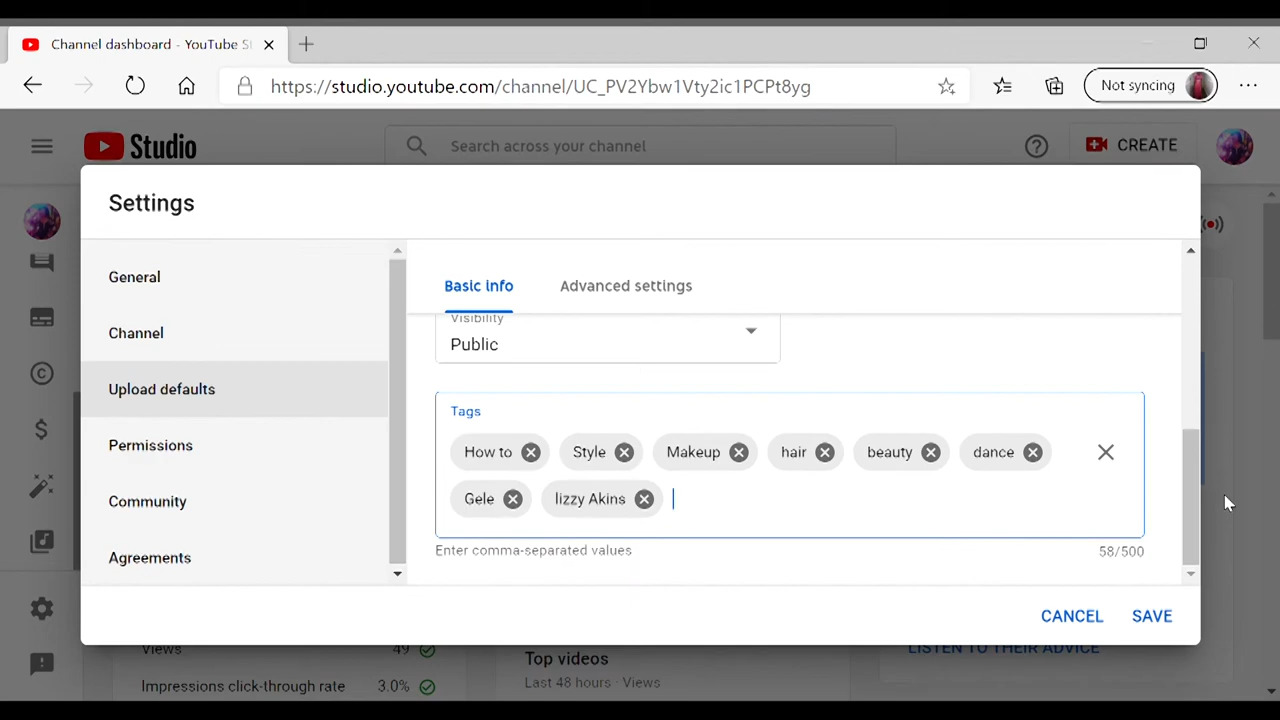 Channel dashboard - YouTube St
https://studio.youtube.com/channel/UC_PV2Ybw1Vty2ic1PCPt8yg
Not syncing
Studio
Search across your channel
CREATE
Settings
General
Channel
Upload defaults
Permissions
Community
Agreements
Basic info
Advanced settings
Visibility
Public
Tags
How to
Style
Makeup
hair
beauty
dance
Gele
lizzy Akins
Enter comma-separated values
58/500
CANCEL
SAVE
Views
49
Impressions click-through rate
3.0%
Top videos
Last 48 hours · Views
LISTEN TO THEIR ADVICE